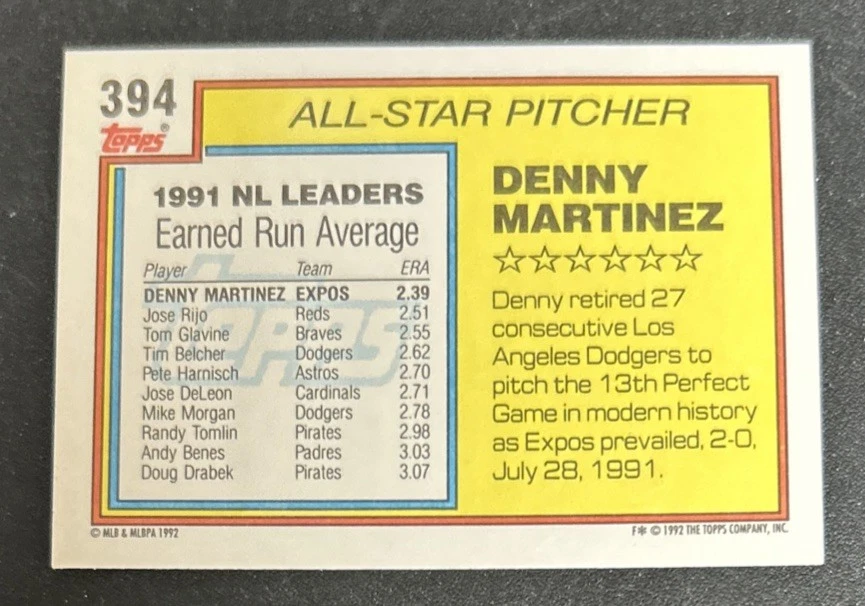 394
Topps®
ALL-STAR PITCHER
1991 NL LEADERS
Earned Run Average
Player Team ERA
DENNY MARTINEZ EXPOS 2.39
Jose Rijo Reds 2.51
Tom Glavine Braves 2.55
Tim Belcher Dodgers 2.62
Pete Harnisch Astros 2.70
Jose DeLeon Cardinals 2.71
Mike Morgan Dodgers 2.78
Randy Tomlin Pirates 2.98
Andy Benes Padres 3.03
Doug Drabek Pirates 3.07
Topps
DENNY
MARTINEZ
Denny retired 27
consecutive Los
Angeles Dodgers to
pitch the 13th Perfect
Game in modern history
as Expos prevailed, 2-0,
July 28, 1991.
© MLB & MLBPA 1992
F* © 1992 THE TOPPS COMPANY, INC.